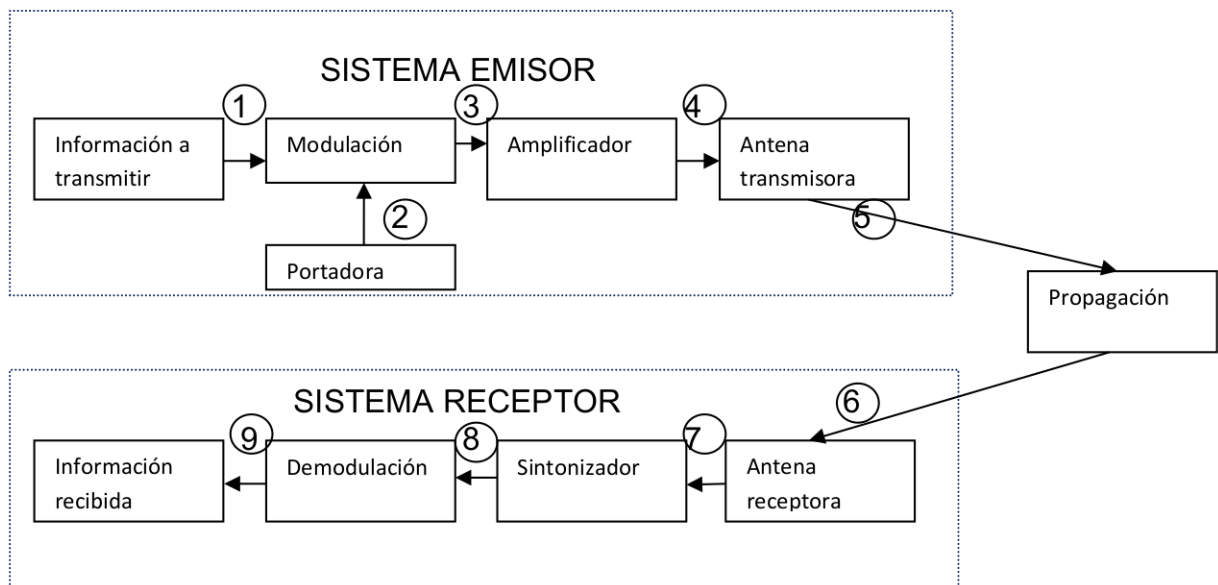 SISTEMA EMISOR
1
3
4
Información a
transmitir
Modulación
Amplificador
Antena
transmisora
2
5
Portadora
Propagación
SISTEMA RECEPTOR
6
9
8
7
Información
recibida
Demodulación
Sintonizador
Antena
receptora